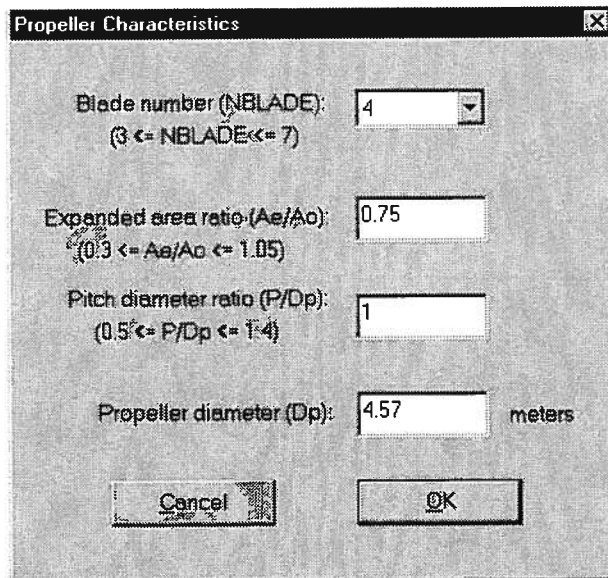 Propeller Characteristics
Blade number (NBLADE): 4
(3 <= NBLADE<= 7)
Expanded area ratio (Ae/Ao): 0.75
(0.3 <= Ae/Ao <= 1.05)
Pitch diameter ratio (P/Dp): 1
(0.5 <= P/Dp <= 1.4)
Propeller diameter (Dp): 4.57 meters
Cancel OK